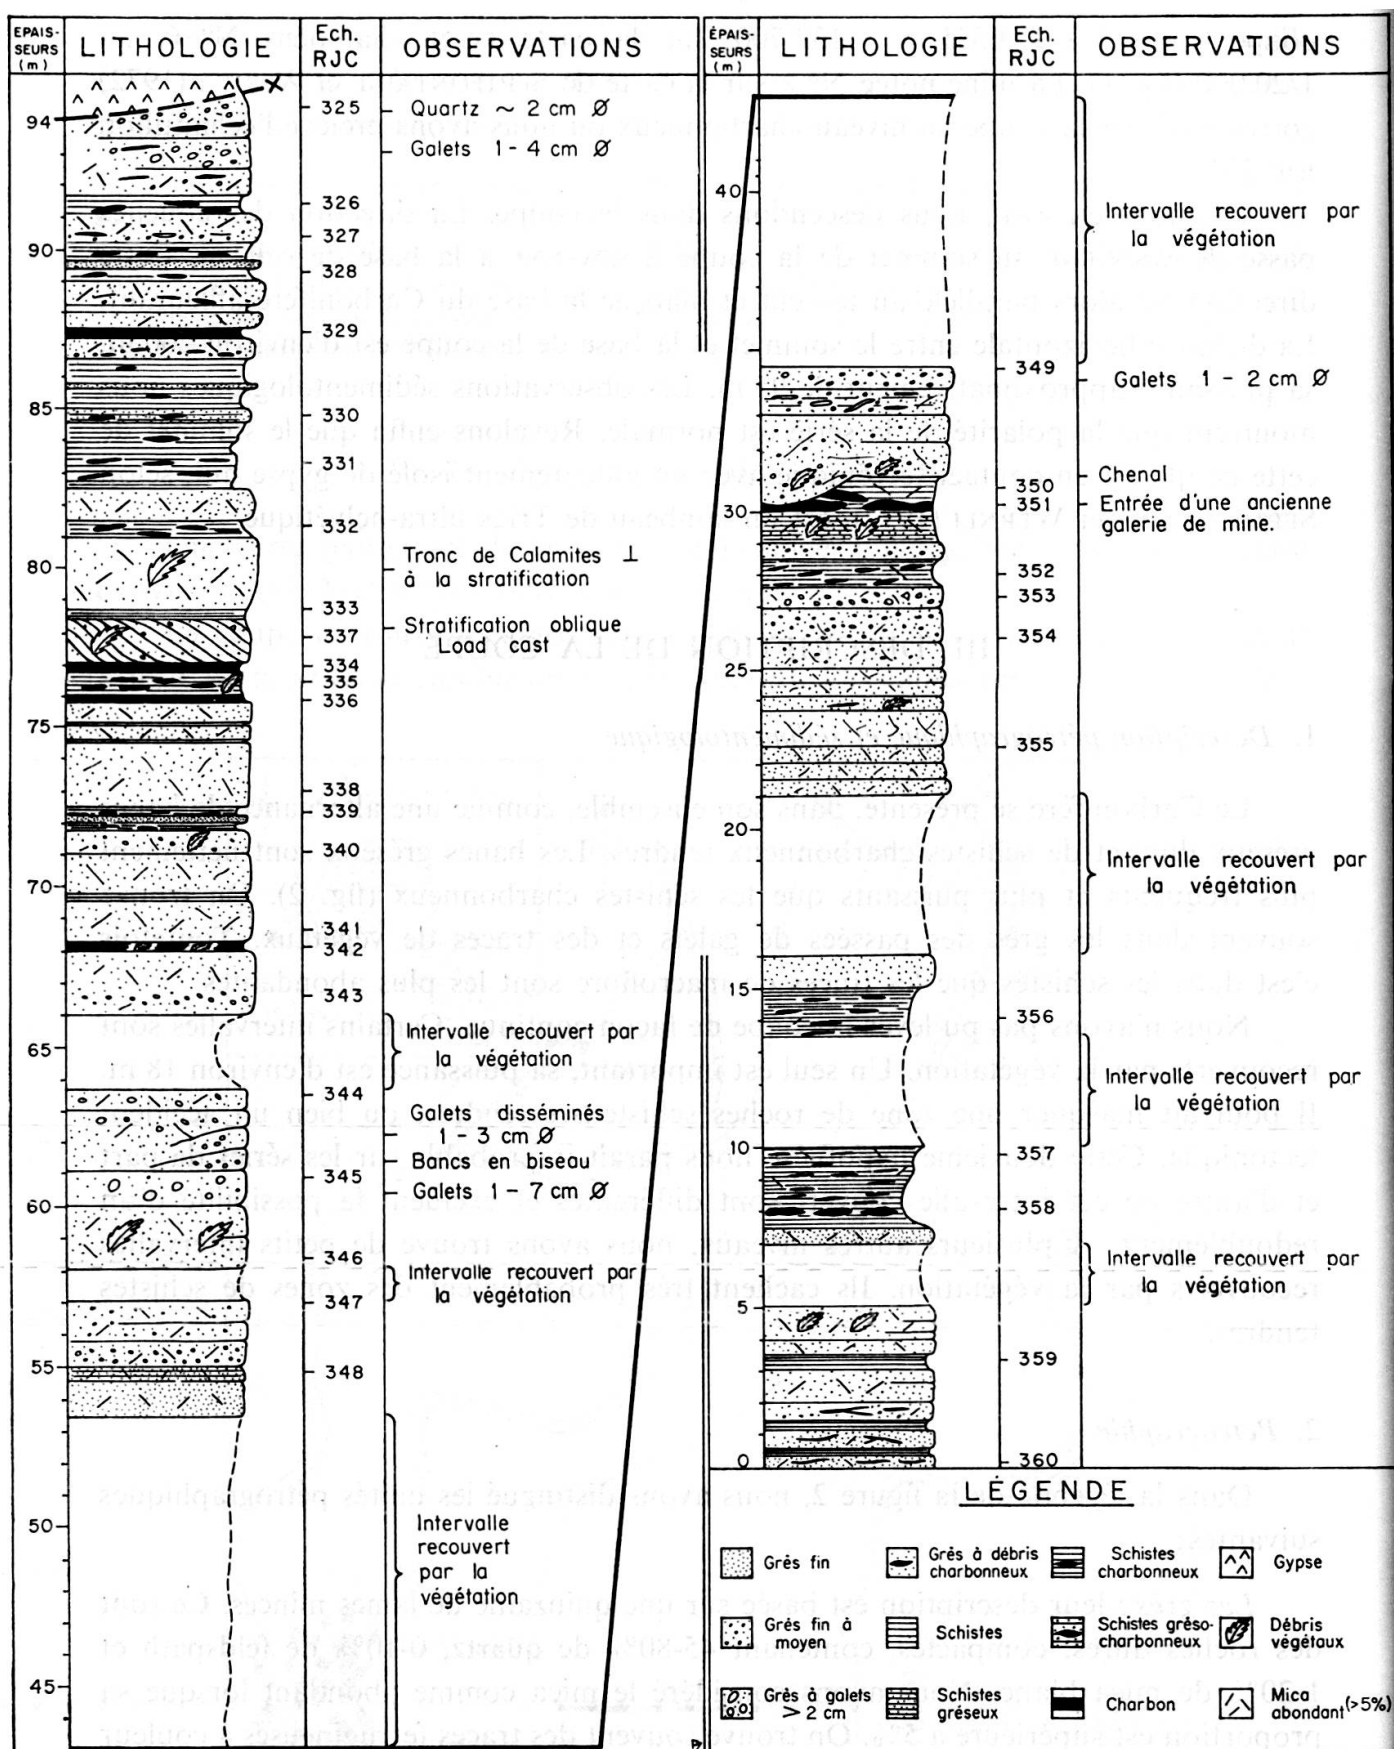 ÉPAIS-
SEURS
(m)
LITHOLOGIE
Ech.
RJC
OBSERVATIONS
94
90
85
80
75
70
65
60
55
50
45
325
326
327
328
329
330
331
332
333
337
334
335
336
338
339
340
341
342
343
344
345
346
347
348
Quartz ~ 2 cm Ø
Galets 1 - 4 cm Ø
Tronc de Calamites ⊥
à la stratification
Stratification oblique
Load cast
Intervalle recouvert par
la végétation
Galets disséminés
1 - 3 cm Ø
Bancs en biseau
Galets 1 - 7 cm Ø
Intervalle recouvert par
la végétation
Intervalle
recouvert
par la
végétation
ÉPAIS-
SEURS
(m)
LITHOLOGIE
Ech.
RJC
OBSERVATIONS
40
30
25
20
15
10
5
0
349
350
351
352
353
354
355
356
357
358
359
360
Intervalle recouvert par
la végétation
Galets 1 - 2 cm Ø
Chenal
Entrée d'une ancienne
galerie de mine.
Intervalle recouvert par
la végétation
Intervalle recouvert par
la végétation
Intervalle recouvert par
la végétation
LÉGENDE
Grès fin
Grès à débris
charbonneux
Schistes
charbonneux
Gypse
Grès fin à
moyen
Schistes
Schistes gréso-
charbonneux
Débris
végétaux
Grès à galets
> 2 cm
Schistes
gréseux
Charbon
Mica
abondant (>5%)